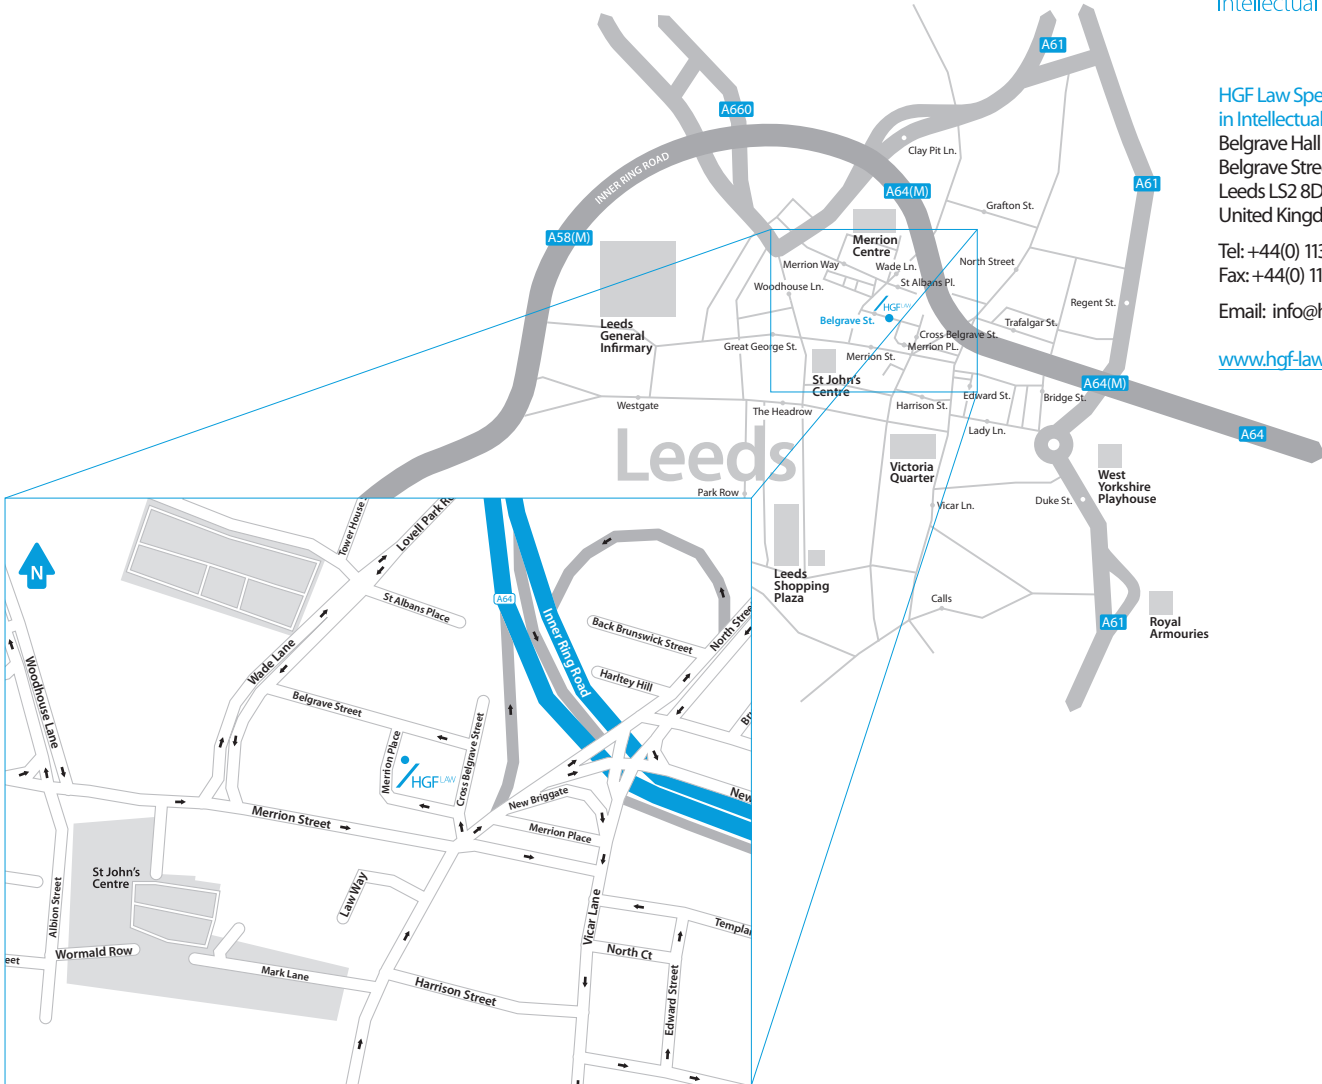 Intellectual
HGF Law Spe
in Intellectual
Belgrave Hall
Belgrave Stre
Leeds LS2 8D
United Kingd
Tel: +44(0) 113
Fax: +44(0) 11
Email: info@h
www.hgf-law
A61
A660
Clay Pit Ln.
INNER RING ROAD
A64(M)
A61
Grafton St.
A58(M)
Merrion
Centre
Merrion Way
Wade Ln.
North Street
St Albans Pl.
Woodhouse Ln.
HGF LAW
Regent St.
Belgrave St.
Trafalgar St.
Leeds
General
Infirmary
Cross Belgrave St.
Great George St.
Merrion PL.
Merrion St.
St John's
Centre
A64(M)
Edward St.
Bridge St.
Westgate
The Headrow
Harrison St.
Lady Ln.
A64
Leeds
Victoria
Quarter
West
Yorkshire
Playhouse
Park Row
Vicar Ln.
Duke St.
Leeds
Shopping
Plaza
Calls
A61
Royal
Armouries
N
Tower House
Lovell Park Ro
St Albans Place
A64
Inner Ring Road
Back Brunswick Street
North Stree
Hartley Hill
Wade Lane
Woodhouse Lane
Belgrave Street
Merrion Place
HGF LAW
Cross Belgrave Street
Br
New
New Briggate
Merrion Street
Merrion Place
St John's
Centre
Albion Street
Law Way
Vicar Lane
Templa
Wormald Row
eet
Mark Lane
North Ct
Harrison Street
Edward Street